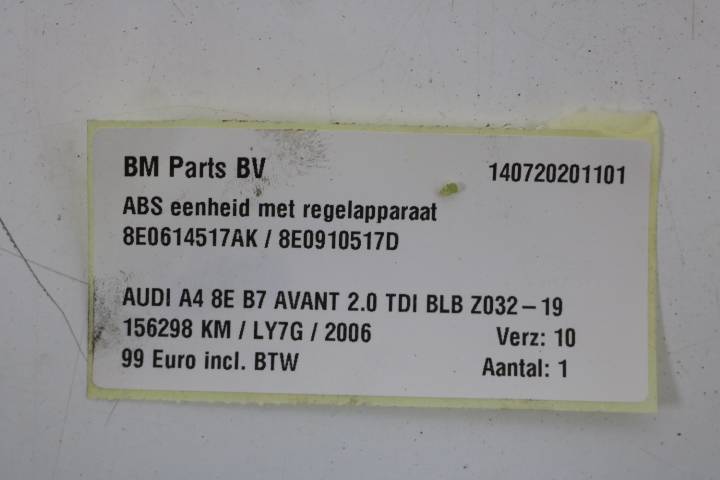 BM Parts BV 140720201101
ABS eenheid met regelapparaat
8E0614517AK / 8E0910517D
AUDI A4 8E B7 AVANT 2.0 TDI BLB Z032-19
156298 KM / LY7G / 2006 Verz: 10
99 Euro incl. BTW Aantal: 1